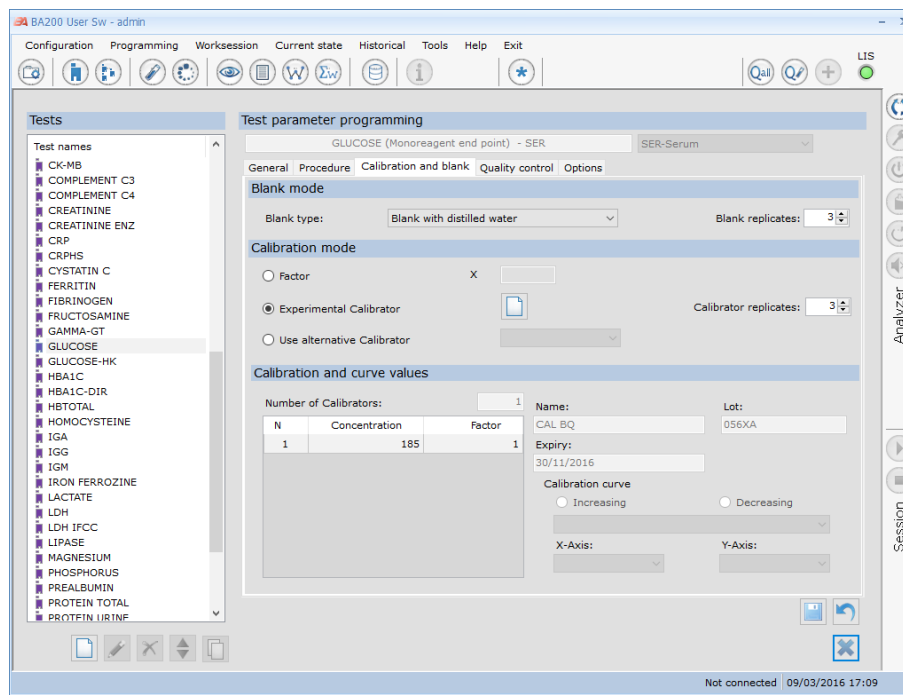 BA200 User Sw - admin
Configuration Programming Worksession Current state Historical Tools Help Exit
LIS
Qall Q
W Σw
Tests
Test names
CK-MB
COMPLEMENT C3
COMPLEMENT C4
CREATININE
CREATININE ENZ
CRP
CRPHS
CYSTATIN C
FERRITIN
FIBRINOGEN
FRUCTOSAMINE
GAMMA-GT
GLUCOSE
GLUCOSE-HK
HBA1C
HBA1C-DIR
HBTOTAL
HOMOCYSTEINE
IGA
IGG
IGM
IRON FERROZINE
LACTATE
LDH
LDH IFCC
LIPASE
MAGNESIUM
PHOSPHORUS
PREALBUMIN
PROTEIN TOTAL
PROTEIN URINE
Test parameter programming
GLUCOSE (Monoreagent end point) - SER SER-Serum
General Procedure Calibration and blank Quality control Options
Blank mode
Blank type: Blank with distilled water Blank replicates: 3
Calibration mode
Factor X
Experimental Calibrator Calibrator replicates: 3
Use alternative Calibrator
Calibration and curve values
Number of Calibrators: 1
N Concentration Factor
1 185 1
Name: Lot:
CAL BQ 056XA
Expiry:
30/11/2016
Calibration curve
Increasing Decreasing
X-Axis: Y-Axis:
Analyzer
Session
Not connected 09/03/2016 17:09